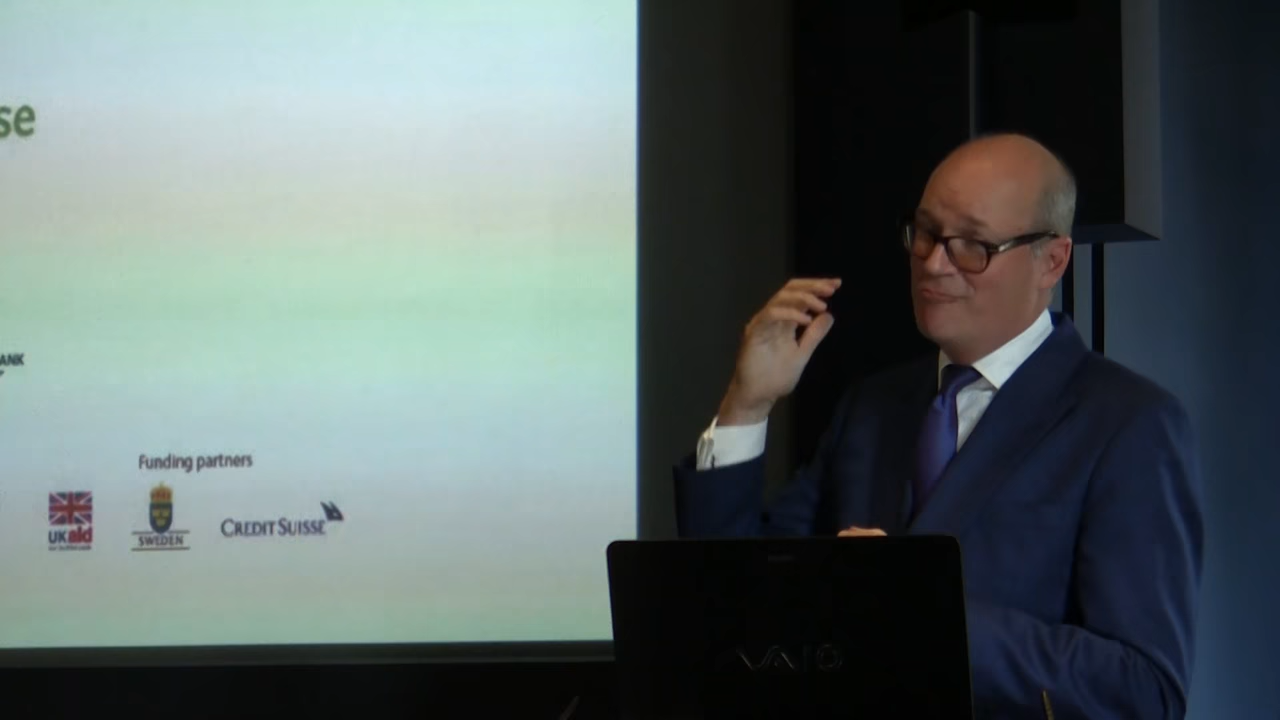 se
ANK
Funding partners
UKaid
SWEDEN
CREDIT SUISSE
VAIO